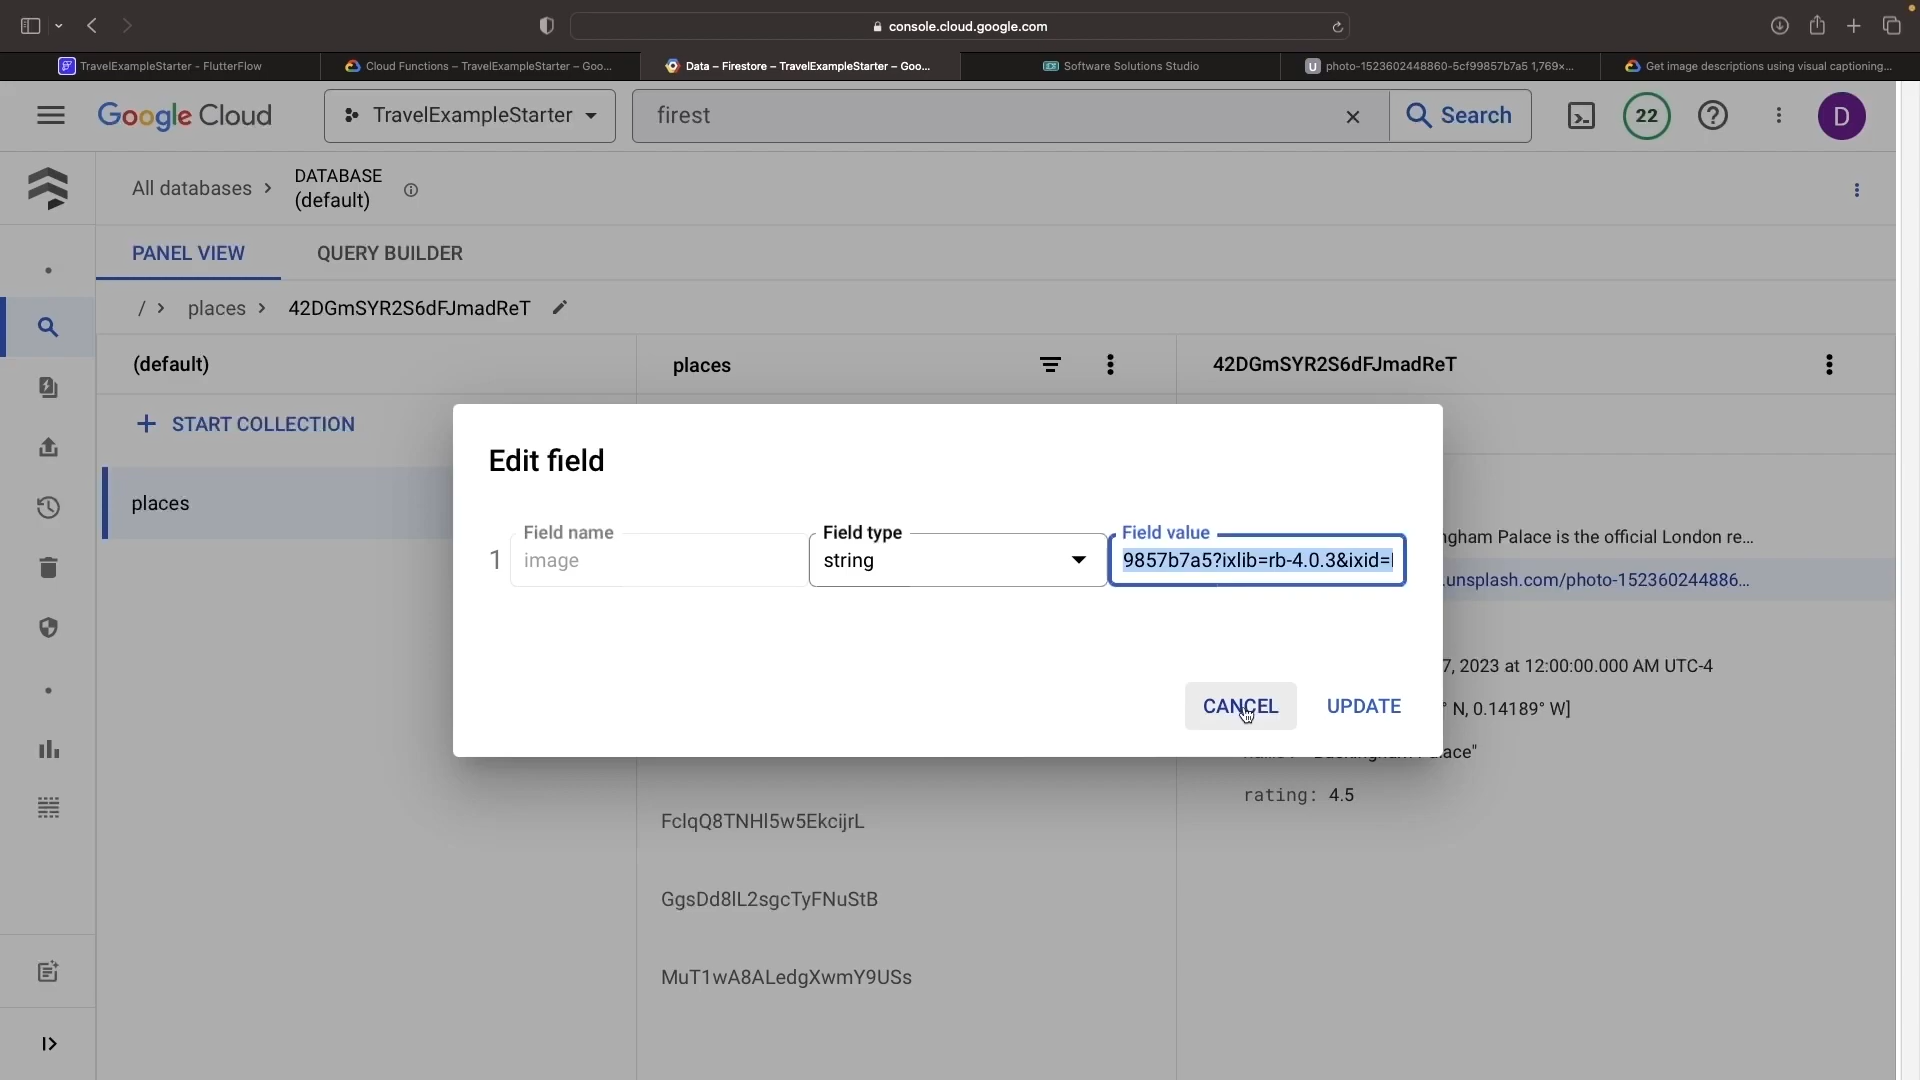 console.cloud.google.com
TravelExampleStarter - FlutterFlow
Cloud Functions – TravelExampleStarter – Goo...
Data – Firestore – TravelExampleStarter – Goo...
Software Solutions Studio
U photo-1523602448860-5cf99857b7a5 1,769×...
Get image descriptions using visual captioning...
Google Cloud
TravelExampleStarter
firest
Search
22
D
All databases
DATABASE
(default)
PANEL VIEW
QUERY BUILDER
/ > places > 42DGmSYR2S6dFJmadReT
(default)
places
42DGmSYR2S6dFJmadReT
+ START COLLECTION
places
Edit field
Field name
Field type
Field value
1
image
string
9857b7a5?ixlib=rb-4.0.3&ixid=
CANCEL
UPDATE
ngham Palace is the official London re...
.unsplash.com/photo-152360244886...
7, 2023 at 12:00:00.000 AM UTC-4
° N, 0.14189° W]
ace"
rating: 4.5
FclqQ8TNHl5w5EkcijrL
GgsDd8lL2sgcTyFNuStB
MuT1wA8ALedgXwmY9USs